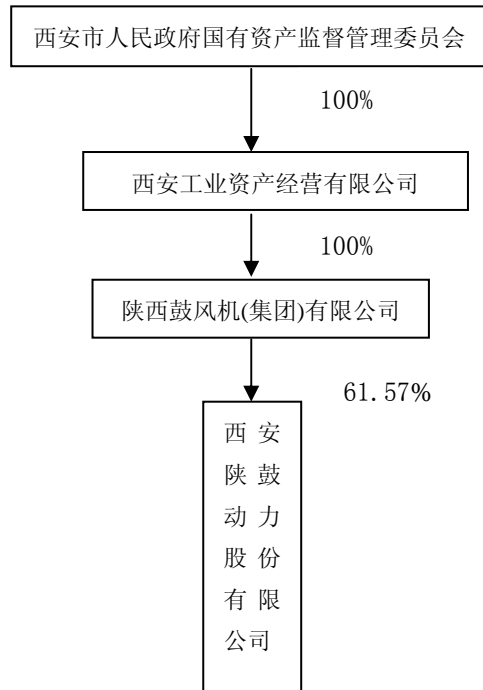 西安市人民政府国有资产监督管理委员会
100%
西安工业资产经营有限公司
100%
陕西鼓风机(集团)有限公司
61.57%
西安
陕鼓
动力
股份
有限
公司